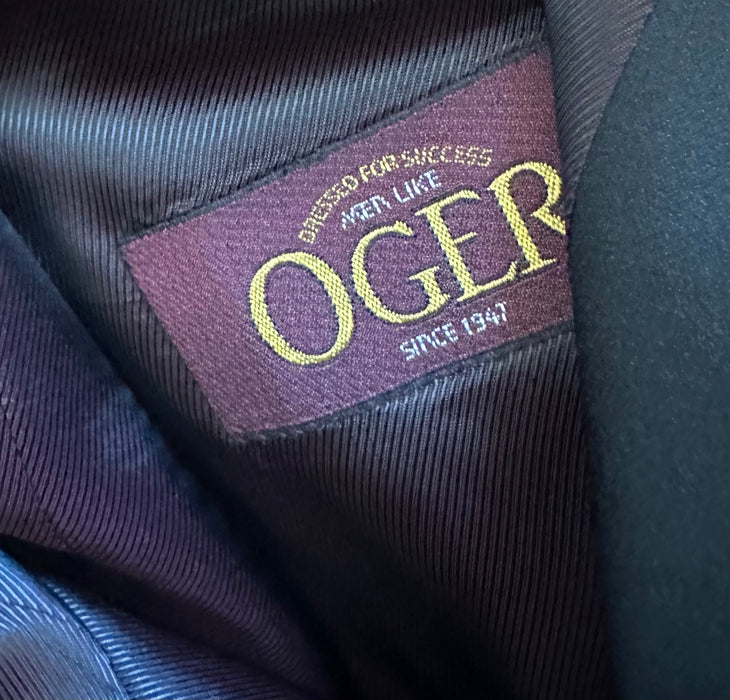 DRESSED FOR SUCCESS
MEN LIKE
OGER
SINCE 1947